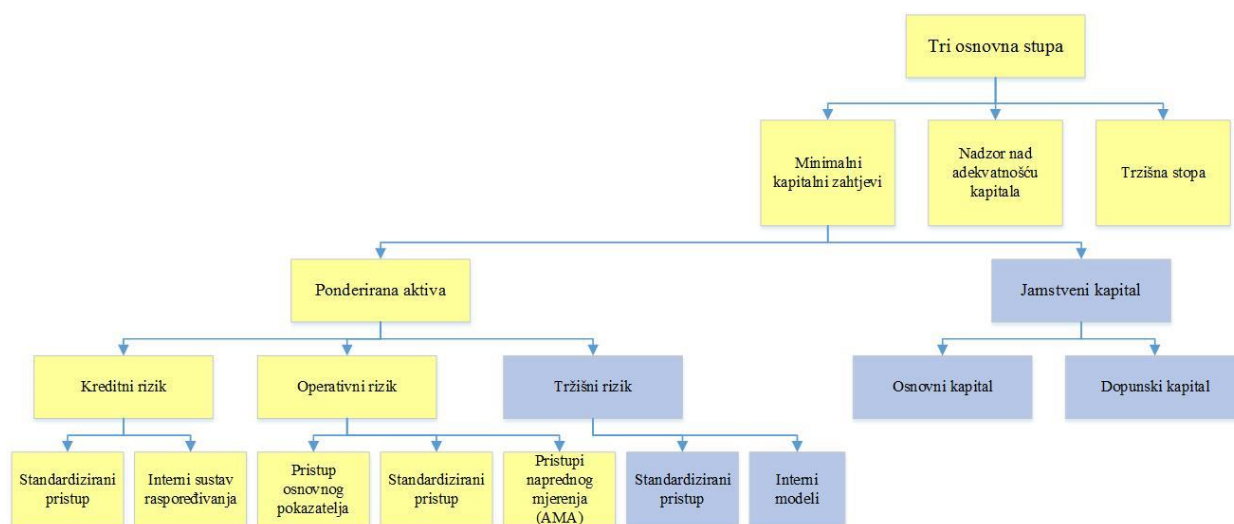 Tri osnovna stupa
Minimalni
kapitalni zahtjevi
Nadzor nad
adekvatnošću
kapitala
Trzišna stopa
Ponderirana aktiva
Jamstveni kapital
Kreditni rizik
Operativni rizik
Tržišni rizik
Osnovni kapital
Dopunski kapital
Standardizirani
pristup
Interni sustav
raspoređivanja
Pristup
osnovnog
pokazatelja
Standardizirani
pristup
Pristupi
naprednog
mjerenja
(AMA)
Standardizirani
pristup
Interni
modeli